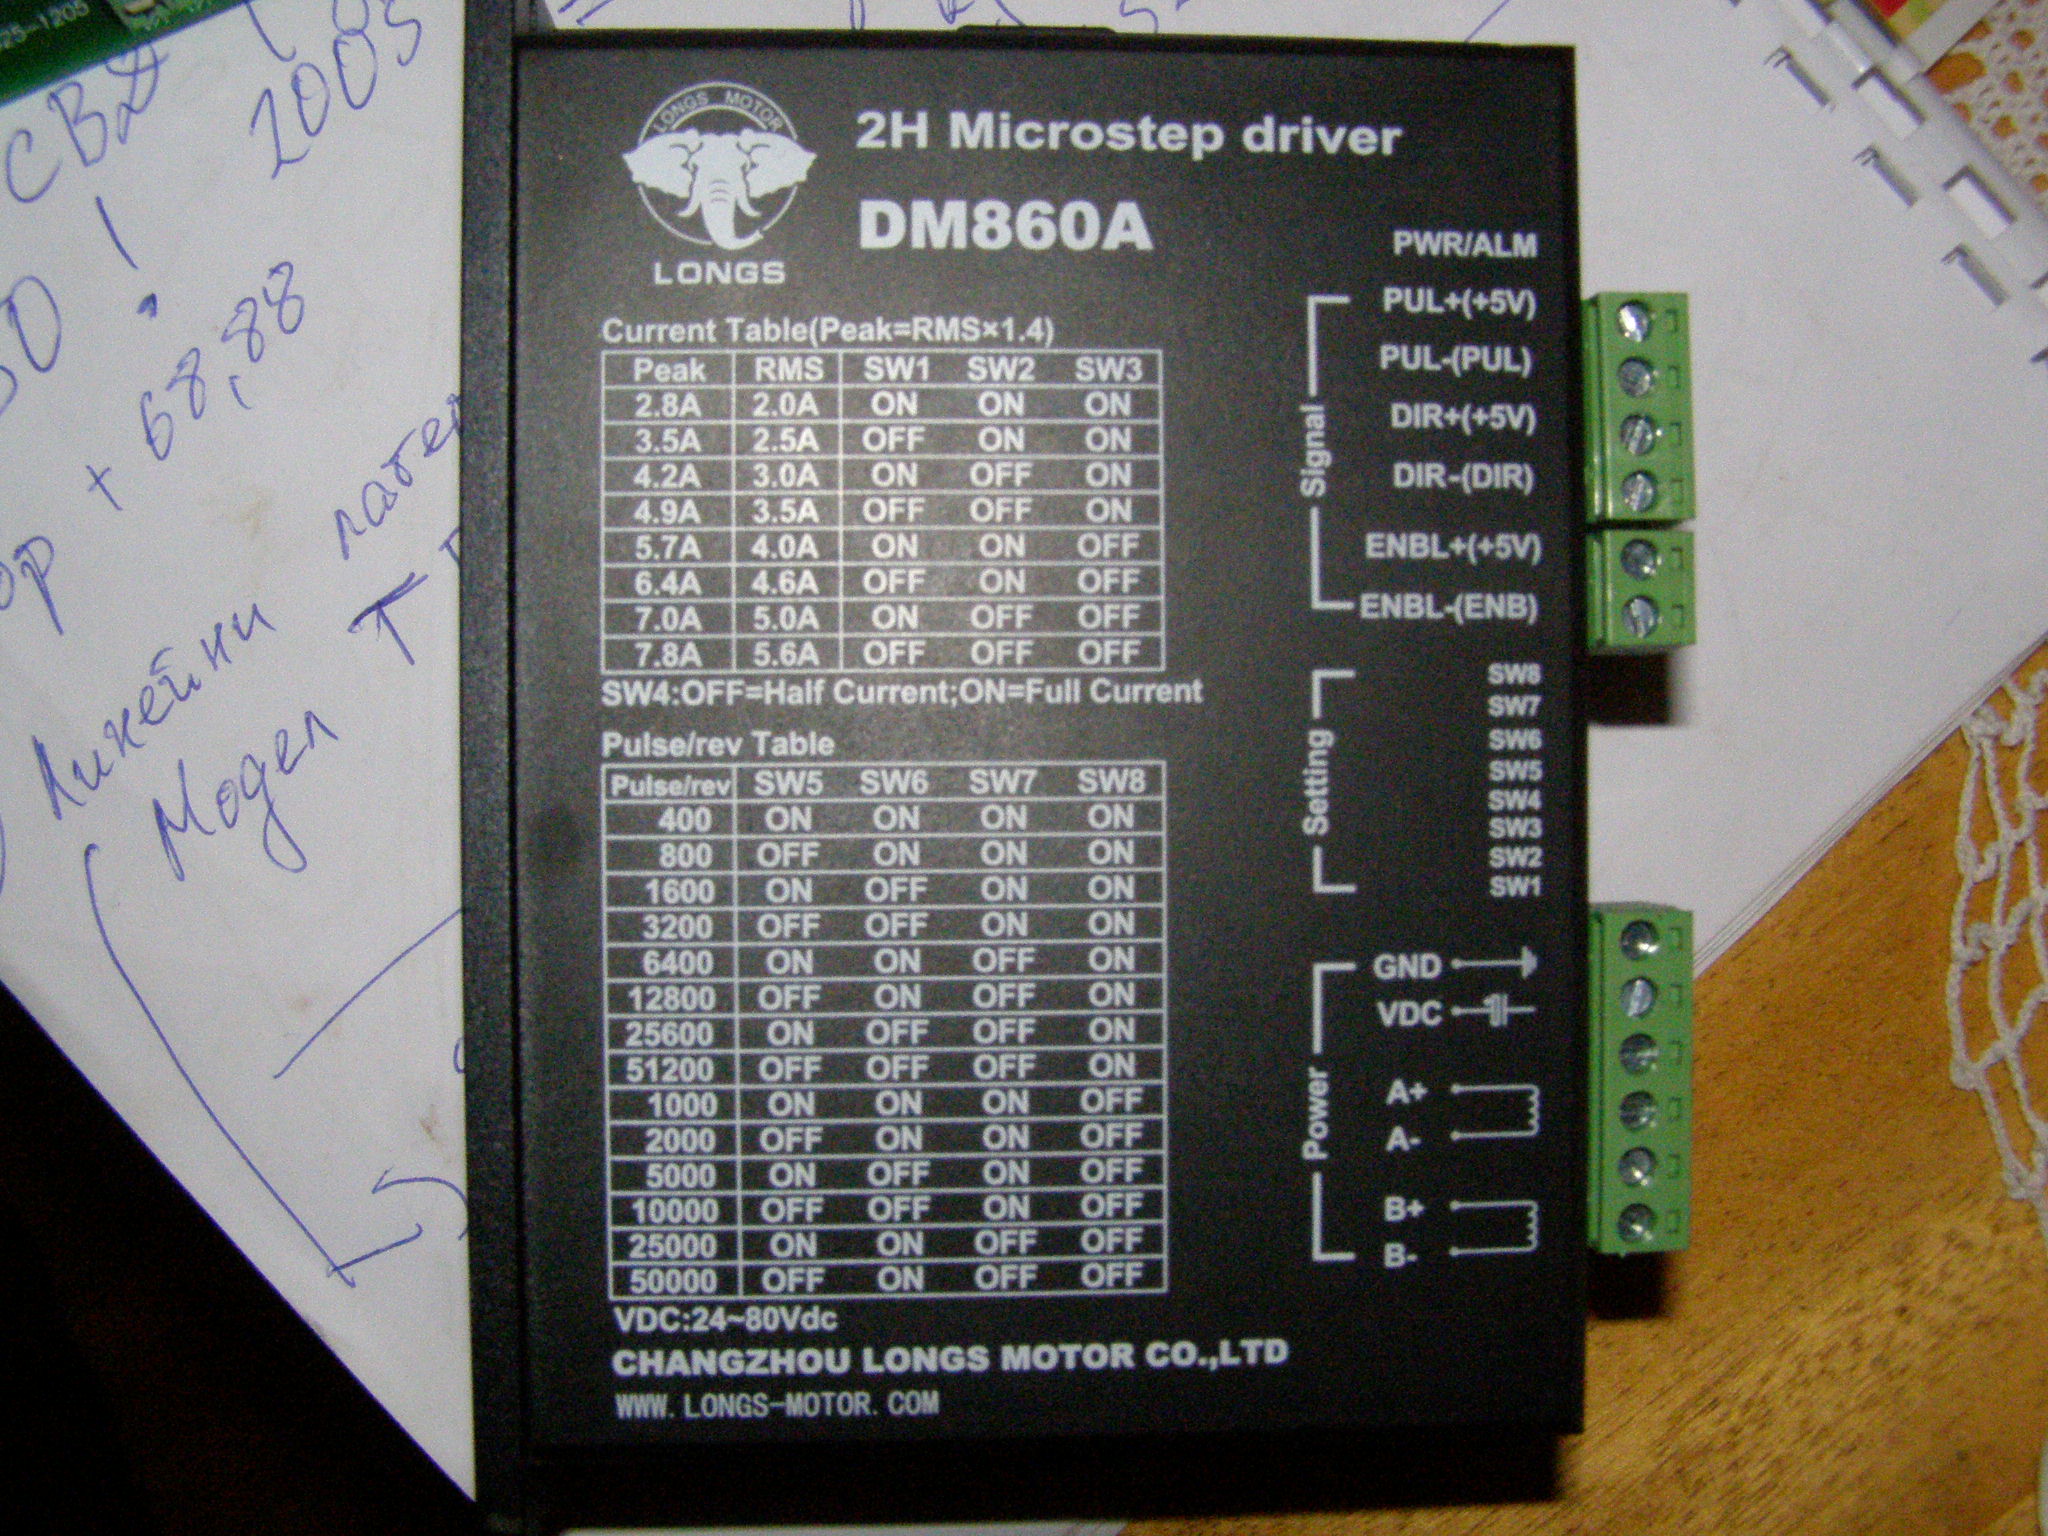 25-1205
СВД
2005
+ 68,88
Линейни
Модел
LONGS MOTOR
LONGS
2H Microstep driver
DM860A
Current Table(Peak=RMS×1.4)
Peak RMS SW1 SW2 SW3
2.8A 2.0A ON ON ON
3.5A 2.5A OFF ON ON
4.2A 3.0A ON OFF ON
4.9A 3.5A OFF OFF ON
5.7A 4.0A ON ON OFF
6.4A 4.6A OFF ON OFF
7.0A 5.0A ON OFF OFF
7.8A 5.6A OFF OFF OFF
SW4:OFF=Half Current;ON=Full Current
Pulse/rev Table
Pulse/rev SW5 SW6 SW7 SW8
400 ON ON ON ON
800 OFF ON ON ON
1600 ON OFF ON ON
3200 OFF OFF ON ON
6400 ON ON OFF ON
12800 OFF ON OFF ON
25600 ON OFF OFF ON
51200 OFF OFF OFF ON
1000 ON ON ON OFF
2000 OFF ON ON OFF
5000 ON OFF ON OFF
10000 OFF OFF ON OFF
25000 ON ON OFF OFF
50000 OFF ON OFF OFF
VDC:24~80Vdc
CHANGZHOU LONGS MOTOR CO.,LTD
WWW.LONGS-MOTOR.COM
PWR/ALM
Signal
PUL+(+5V)
PUL-(PUL)
DIR+(+5V)
DIR-(DIR)
ENBL+(+5V)
ENBL-(ENB)
Setting
SW8
SW7
SW6
SW5
SW4
SW3
SW2
SW1
Power
GND
VDC
A+
A-
B+
B-